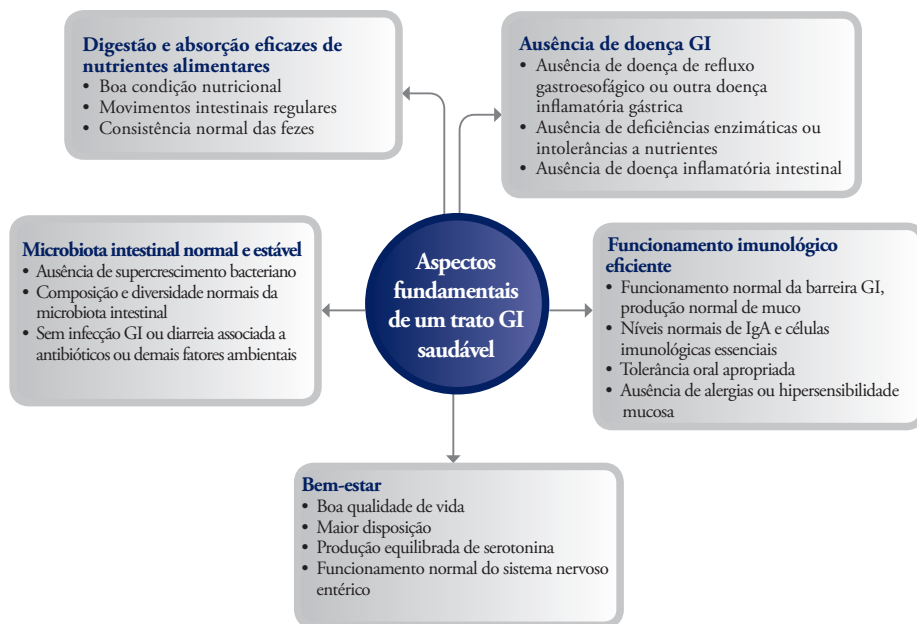 Digestão e absorção eficazes de
nutrientes alimentares
• Boa condição nutricional
• Movimentos intestinais regulares
• Consistência normal das fezes
Ausência de doença GI
• Ausência de doença de refluxo
gastroesofágico ou outra doença
inflamatória gástrica
• Ausência de deficiências enzimáticas ou
intolerâncias a nutrientes
• Ausência de doença inflamatória intestinal
Microbiota intestinal normal e estável
• Ausência de supercrescimento bacteriano
• Composição e diversidade normais da
microbiota intestinal
• Sem infecção GI ou diarreia associada a
antibióticos ou demais fatores ambientais
Aspectos
fundamentais
de um trato GI
saudável
Funcionamento imunológico
eficiente
• Funcionamento normal da barreira GI,
produção normal de muco
• Níveis normais de IgA e células
imunológicas essenciais
• Tolerância oral apropriada
• Ausência de alergias ou hipersensibilidade
mucosa
Bem-estar
• Boa qualidade de vida
• Maior disposição
• Produção equilibrada de serotonina
• Funcionamento normal do sistema nervoso
entérico